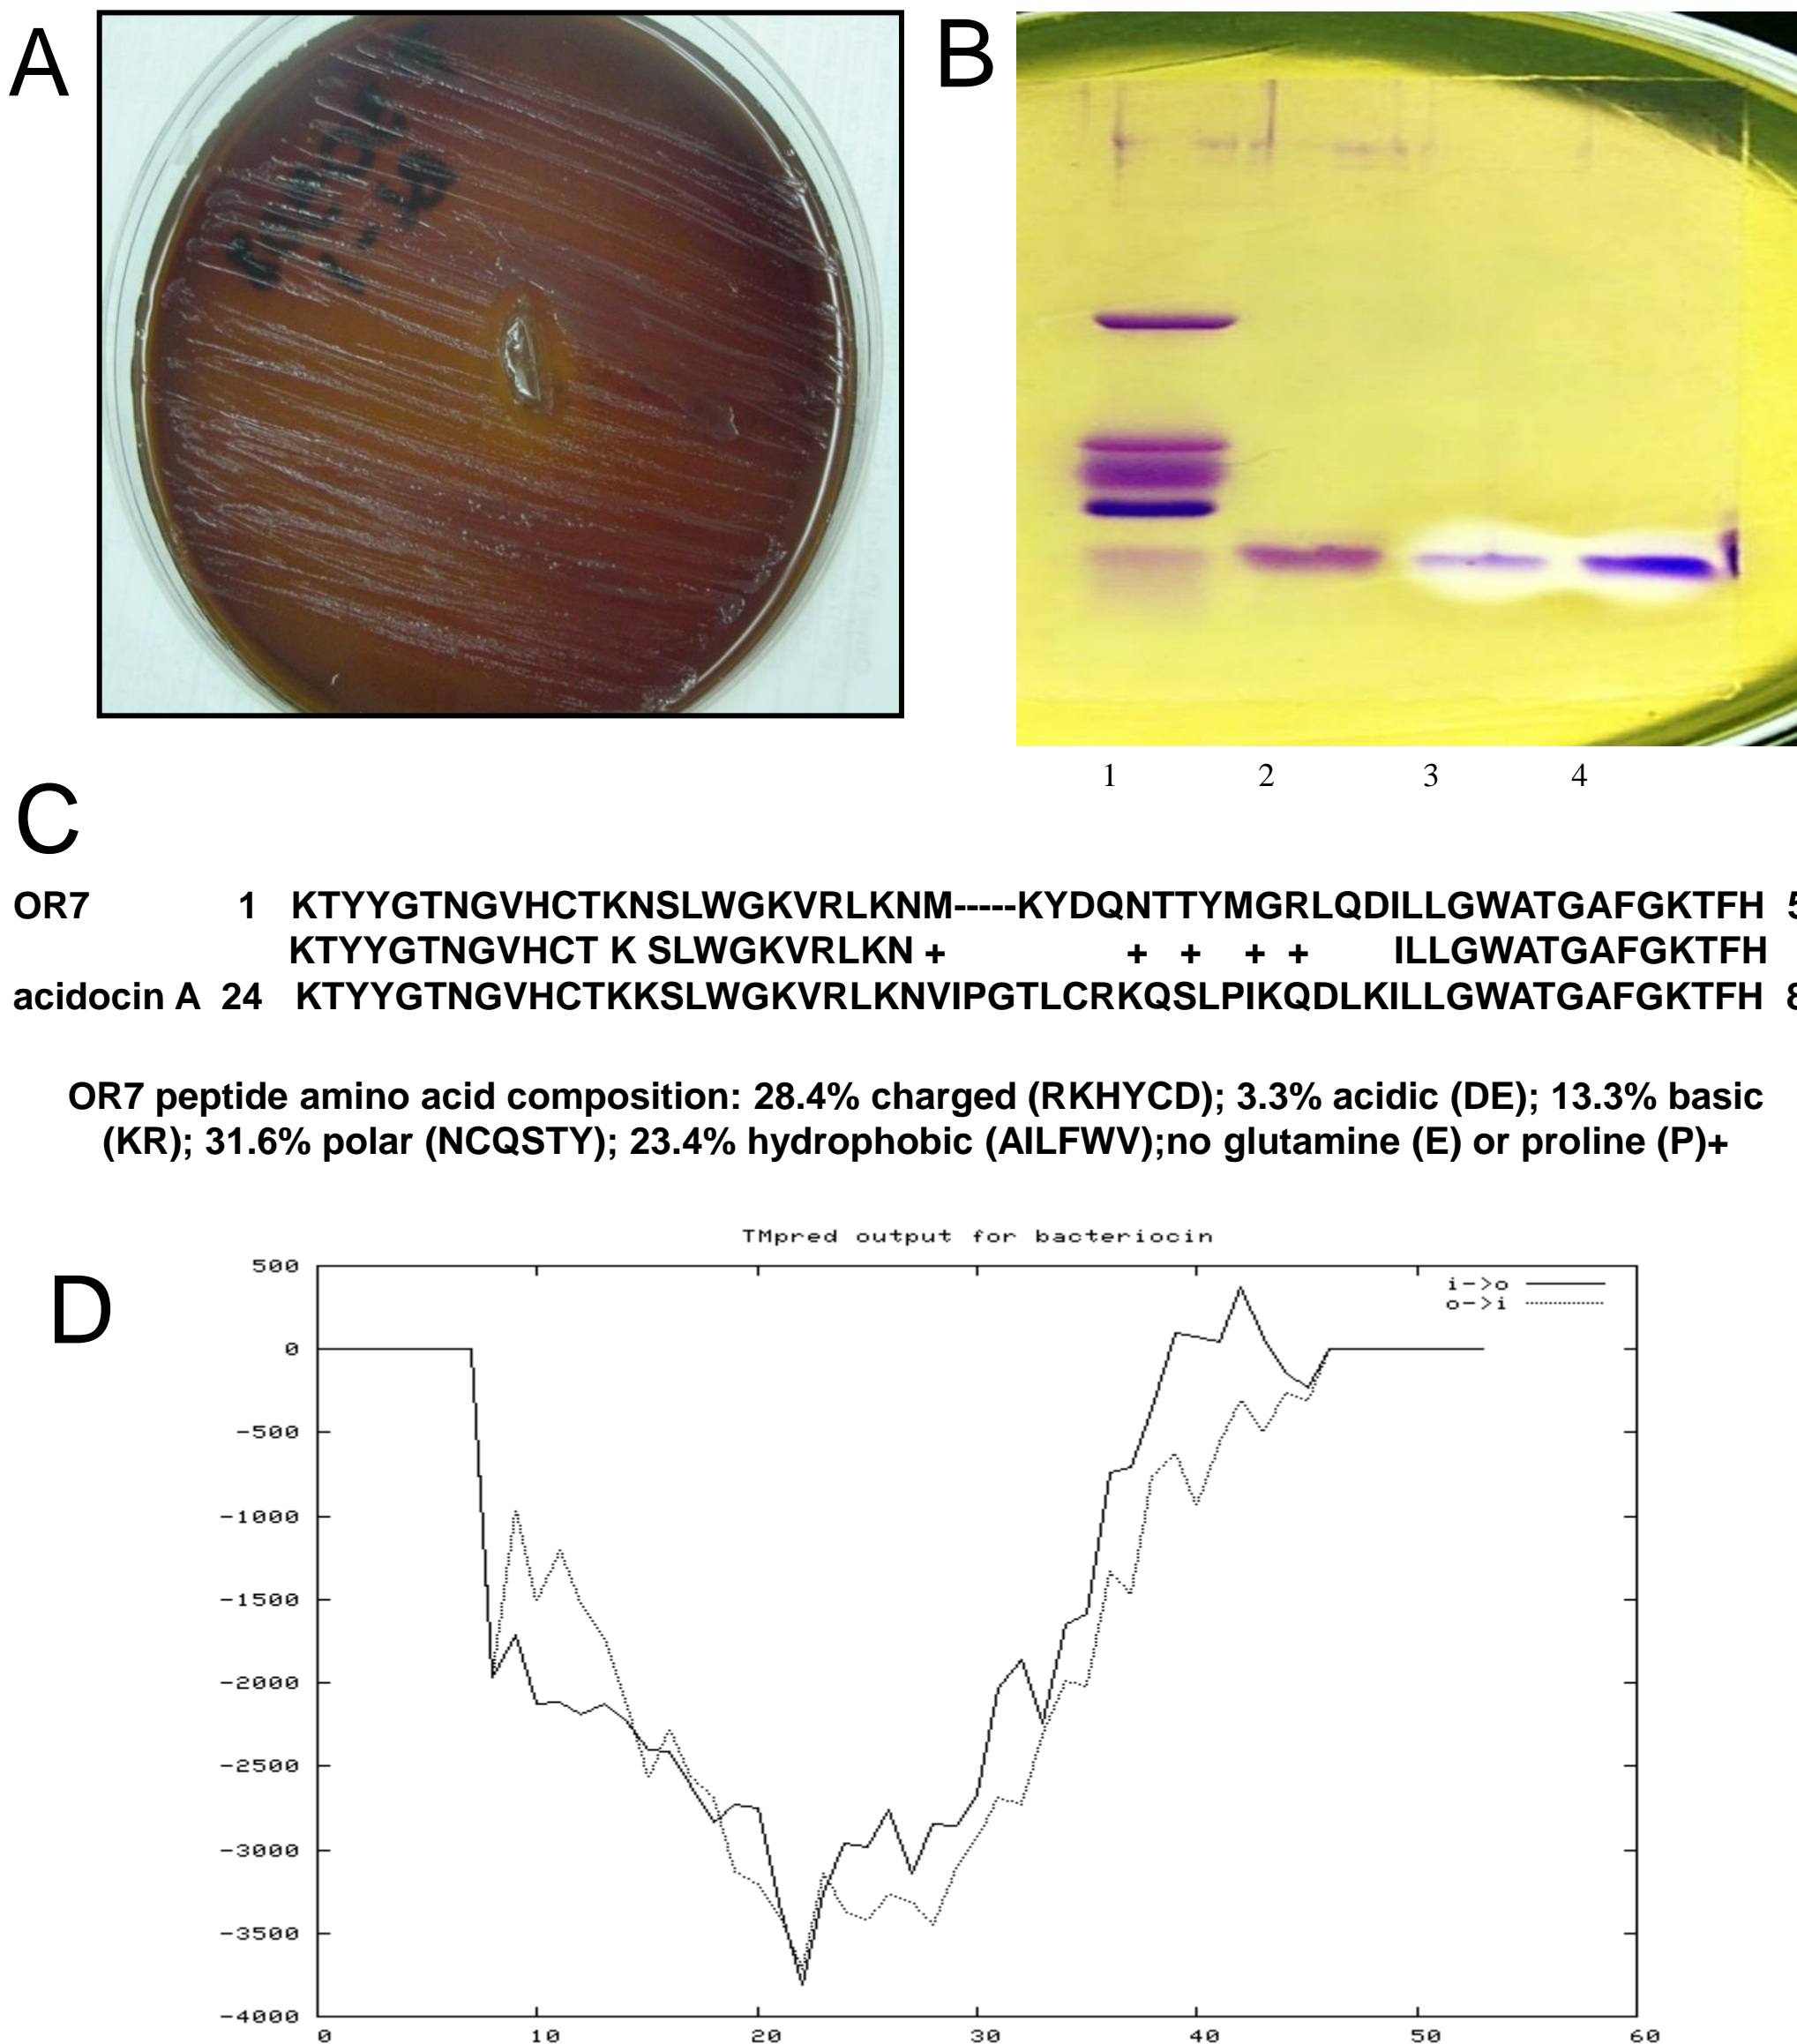 A
B
1 2 3 4
C
OR7 1 KTYYGTNGVHCTKNSLWGKVRLKNM-----KYDQNTTYMGRLQDILLGWATGAFGKTFH 5
KTYYGTNGVHCT K SLWGKVRLKN + + + + + ILLGWATGAFGKTFH
acidocin A 24 KTYYGTNGVHCTKKSLWGKVRLKNVIPGTLCRKQSLPIKQDLKILLGWATGAFGKTFH 8
OR7 peptide amino acid composition: 28.4% charged (RKHYCD); 3.3% acidic (DE); 13.3% basic
(KR); 31.6% polar (NCQSTY); 23.4% hydrophobic (AILFWV);no glutamine (E) or proline (P)+
D
TMpred output for bacteriocin
i->o
o->i
500
0
-500
-1000
-1500
-2000
-2500
-3000
-3500
-4000
0 10 20 30 40 50 60